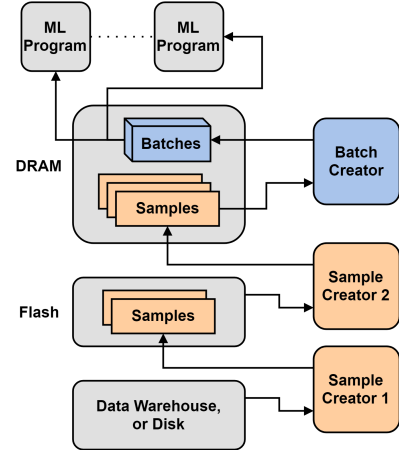 ML
Program
ML
Program
DRAM
Batches
Samples
Batch
Creator
Flash
Samples
Sample
Creator 2
Data Warehouse,
or Disk
Sample
Creator 1